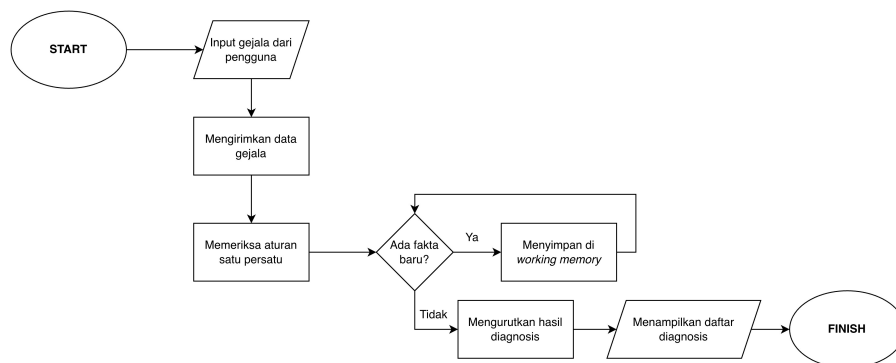 START
Input gejala dari
pengguna
Mengirimkan data
gejala
Memeriksa aturan
satu persatu
Ada fakta
baru?
Ya
Menyimpan di
working memory
Tidak
Mengurutkan hasil
diagnosis
Menampilkan daftar
diagnosis
FINISH